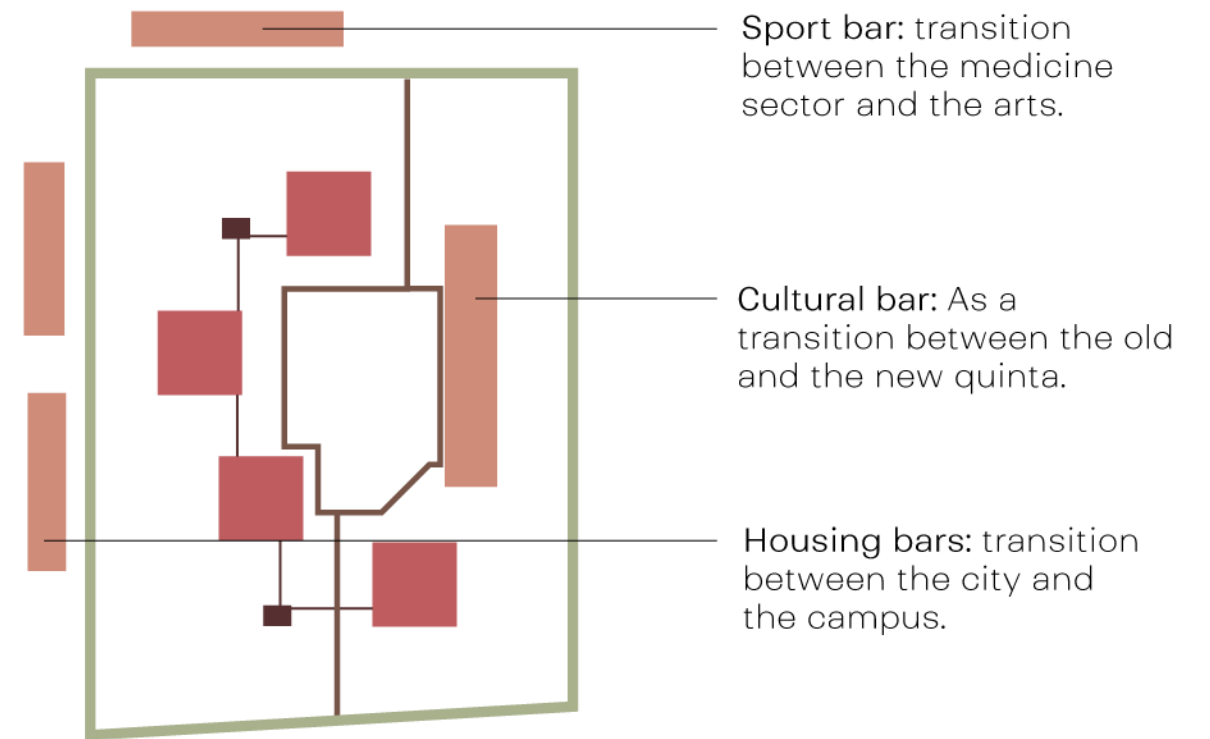 Sport bar: transition
between the medicine
sector and the arts.
Cultural bar: As a
transition between the old
and the new quinta.
Housing bars: transition
between the city and
the campus.